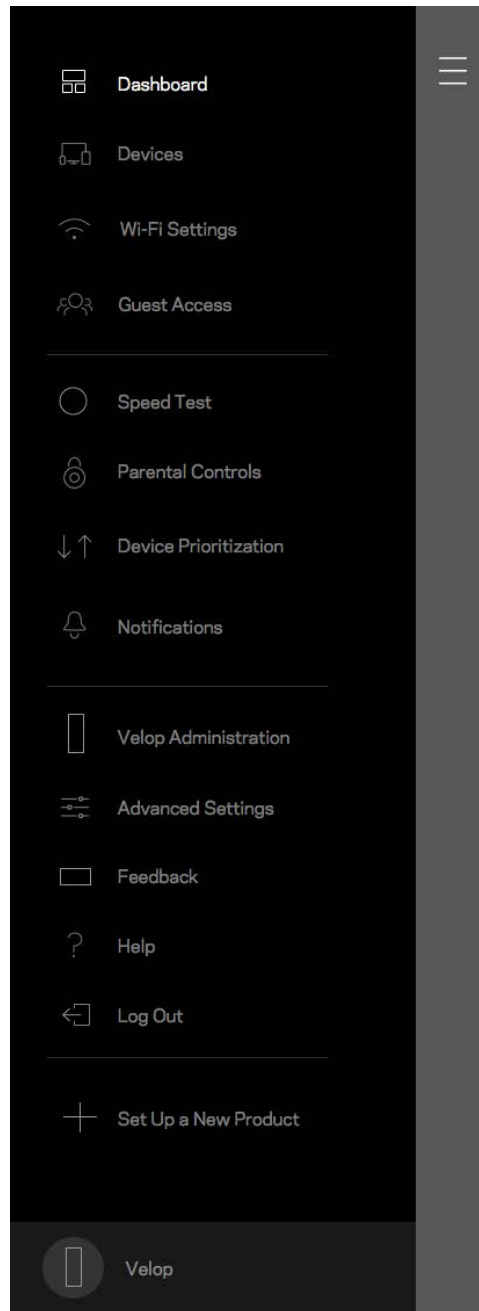 Dashboard
Devices
Wi-Fi Settings
Guest Access
Speed Test
Parental Controls
Device Prioritization
Notifications
Velop Administration
Advanced Settings
Feedback
Help
Log Out
Set Up a New Product
Velop